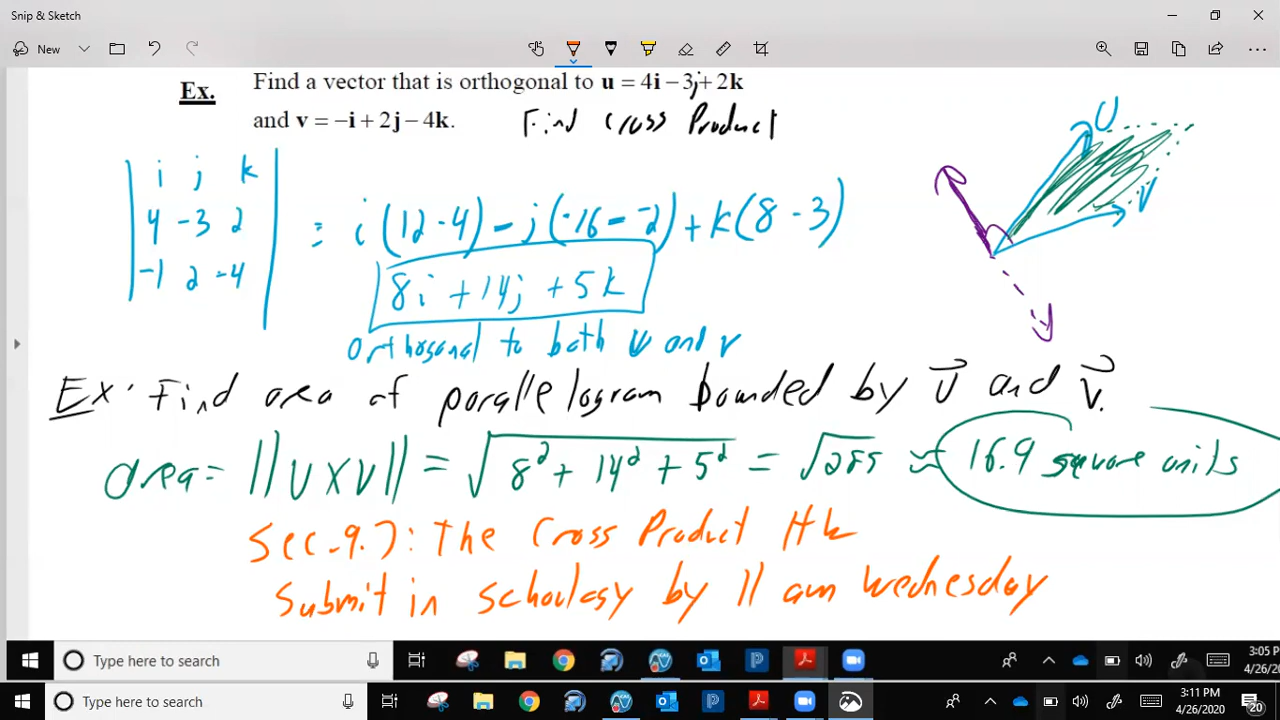 Snip & Sketch
New
Ex. Find a vector that is orthogonal to u = 4i − 3j + 2k
and v = −i + 2j − 4k. Find Cross Product
U
V
i j k
4 -3 2
-1 2 -4
= i(12-4) - j(-16 - -2) + k(8-3)
8i + 14j + 5k
orthogonal to both u and v
Ex: Find area of parallelogram bounded by U and V.
area = ||U X V|| = √8² + 14² + 5² = √285 ≈ 16.9 square units
Sec. 9.7: The Cross Product Hk
Submit in schoology by 11 am wednesday
Type here to search
3:05 P
4/26/20
Type here to search
3:11 PM
4/26/2020
20